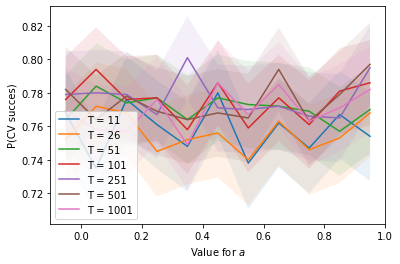 0.82
0.80
0.78
0.76
0.74
0.72
P(CV succes)
T = 11
T = 26
T = 51
T = 101
T = 251
T = 501
T = 1001
0.0 0.2 0.4 0.6 0.8 1.0
Value for a